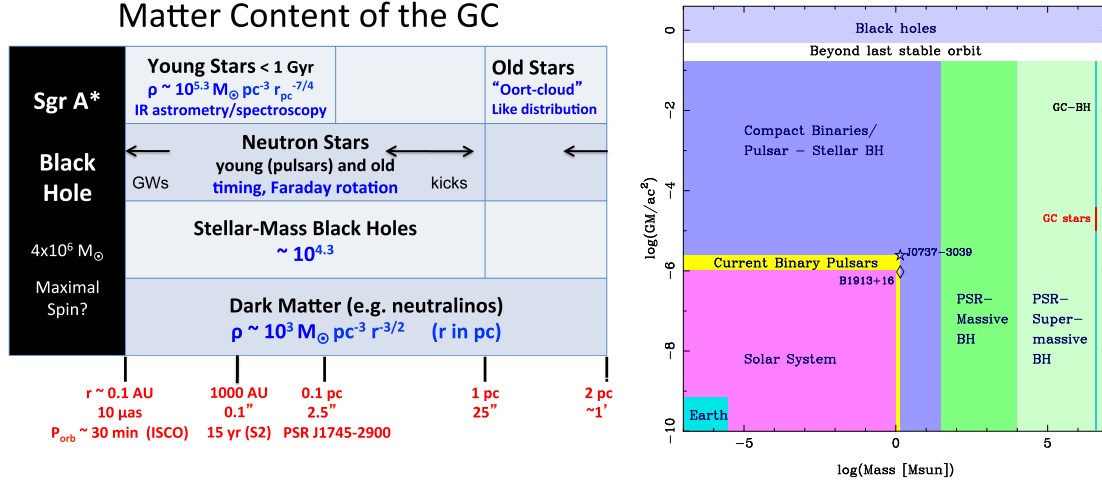 Matter Content of the GC
Sgr A*
Black
Hole
4x10⁶ M☉
Maximal
Spin?
Young Stars < 1 Gyr
ρ ~ 10⁵·³ M☉ pc⁻³ r_pc⁻⁷/⁴
IR astrometry/spectroscopy
Old Stars
“Oort-cloud”
Like distribution
Neutron Stars
young (pulsars) and old
timing, Faraday rotation
GWs
kicks
Stellar-Mass Black Holes
~ 10⁴·³
Dark Matter (e.g. neutralinos)
ρ ~ 10³ M☉ pc⁻³ r⁻³/² (r in pc)
r ~ 0.1 AU
10 μas
P_orb ~ 30 min (ISCO)
1000 AU
0.1”
15 yr (S2)
0.1 pc
2.5”
PSR J1745-2900
1 pc
25”
2 pc
~1’
log(GM/ac²)
0
−2
−4
−6
−8
−10
Black holes
Beyond last stable orbit
Compact Binaries/
Pulsar − Stellar BH
GC−BH
GC stars
J0737−3039
Current Binary Pulsars
B1913+16
PSR−
Massive
BH
PSR−
Super−
massive
BH
Solar System
Earth
−5
0
5
log(Mass [Msun])